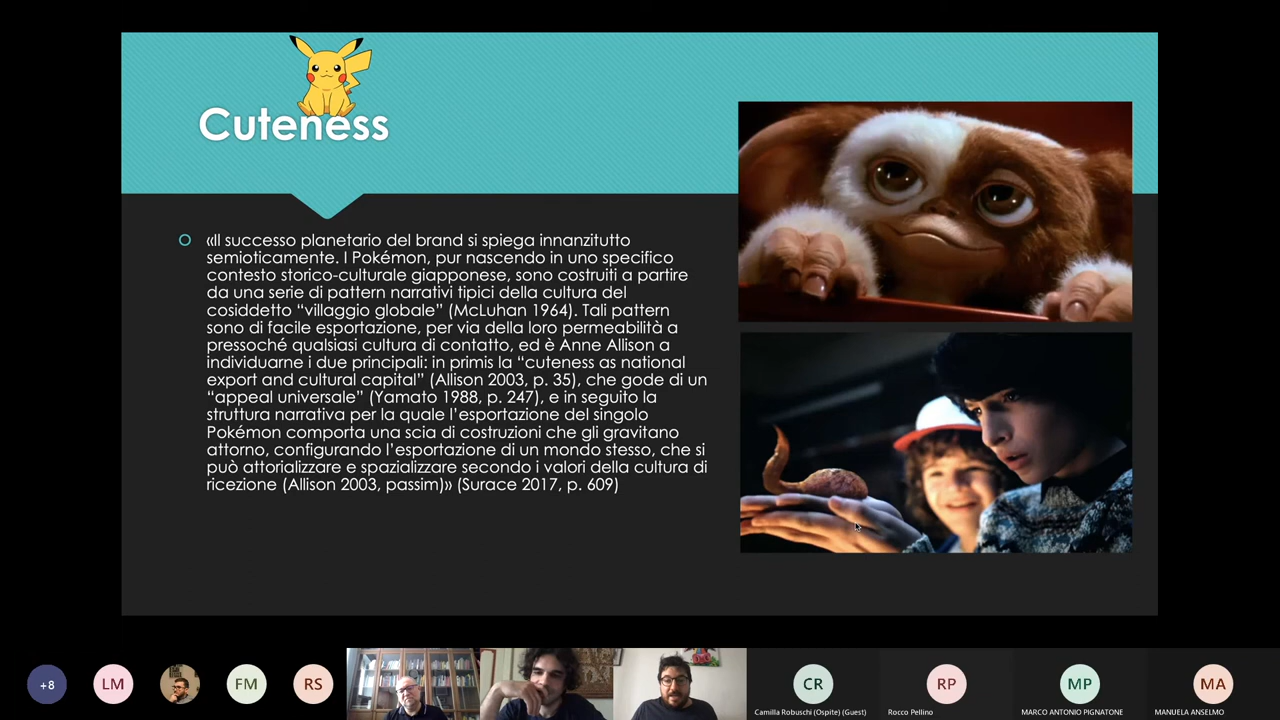 Cuteness
«Il successo planetario del brand si spiega innanzitutto
semioticamente. I Pokémon, pur nascendo in uno specifico
contesto storico-culturale giapponese, sono costruiti a partire
da una serie di pattern narrativi tipici della cultura del
cosiddetto “villaggio globale” (McLuhan 1964). Tali pattern
sono di facile esportazione, per via della loro permeabilità a
pressoché qualsiasi cultura di contatto, ed è Anne Allison a
individuarne i due principali: in primis la “cuteness as national
export and cultural capital” (Allison 2003, p. 35), che gode di un
“appeal universale” (Yamato 1988, p. 247), e in seguito la
struttura narrativa per la quale l’esportazione del singolo
Pokémon comporta una scia di costruzioni che gli gravitano
attorno, configurando l’esportazione di un mondo stesso, che si
può attorializzare e spazializzare secondo i valori della cultura di
ricezione (Allison 2003, passim)» (Surace 2017, p. 609)
+8
LM
FM
RS
CR
RP
MP
MA
Camilla Robuschi (Ospite) (Guest)
Rocco Pellino
MARCO ANTONIO PIGNATONE
MANUELA ANSELMO